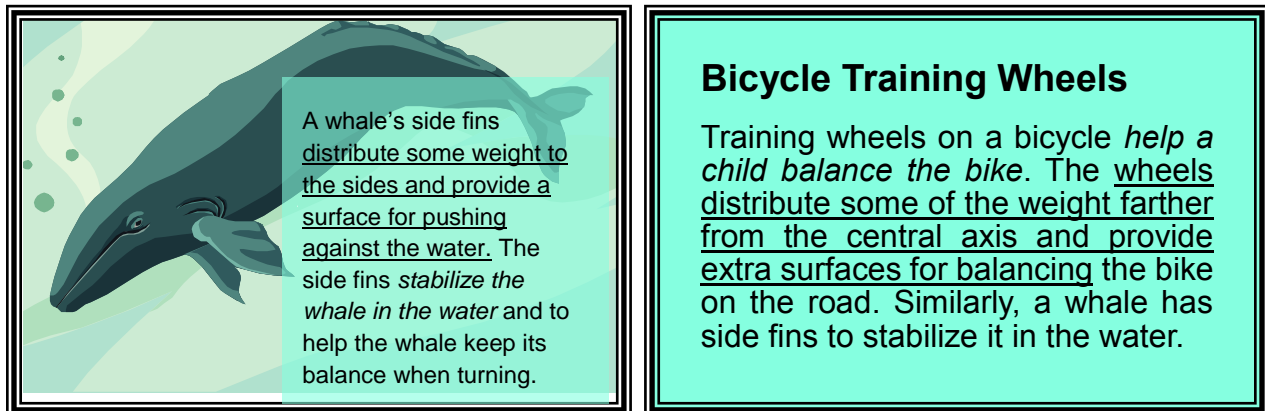 A whale’s side fins
distribute some weight to
the sides and provide a
surface for pushing
against the water. The
side fins stabilize the
whale in the water and to
help the whale keep its
balance when turning.
Bicycle Training Wheels
Training wheels on a bicycle help a
child balance the bike. The wheels
distribute some of the weight farther
from the central axis and provide
extra surfaces for balancing the bike
on the road. Similarly, a whale has
side fins to stabilize it in the water.